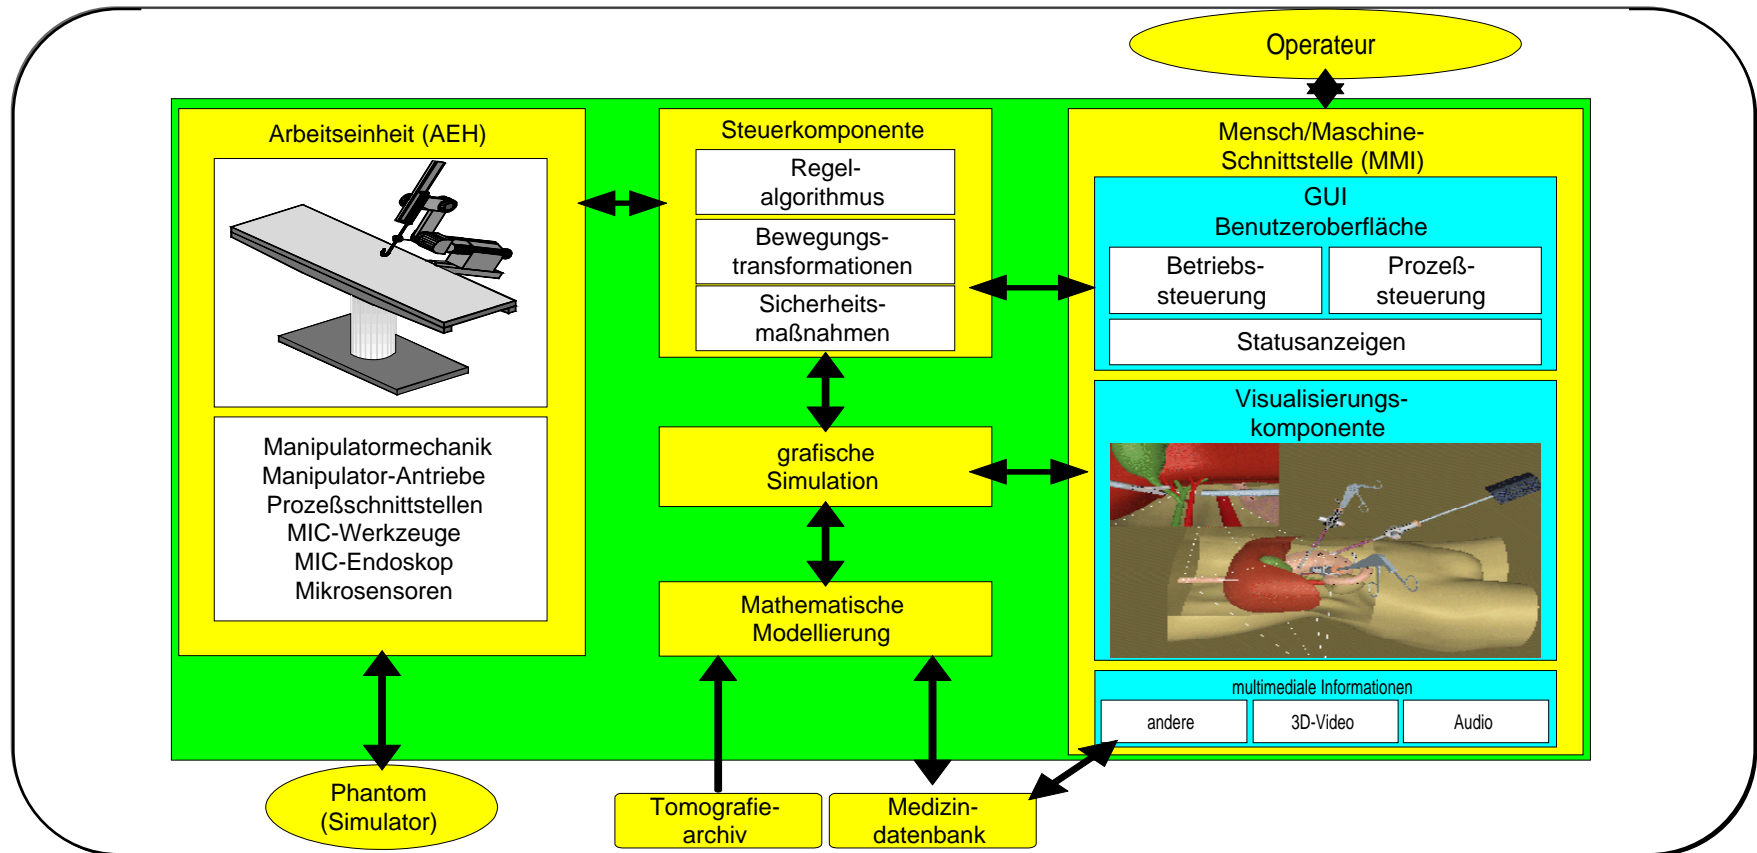 Operateur
Arbeitseinheit (AEH)
Manipulatormechanik
Manipulator-Antriebe
Prozeßschnittstellen
MIC-Werkzeuge
MIC-Endoskop
Mikrosensoren
Steuerkomponente
Regel-
algorithmus
Bewegungs-
transformationen
Sicherheits-
maßnahmen
grafische
Simulation
Mathematische
Modellierung
Mensch/Maschine-
Schnittstelle (MMI)
GUI
Benutzeroberfläche
Betriebs-
steuerung
Prozeß-
steuerung
Statusanzeigen
Visualisierungs-
komponente
multimediale Informationen
andere
3D-Video
Audio
Phantom
(Simulator)
Tomografie-
archiv
Medizin-
datenbank